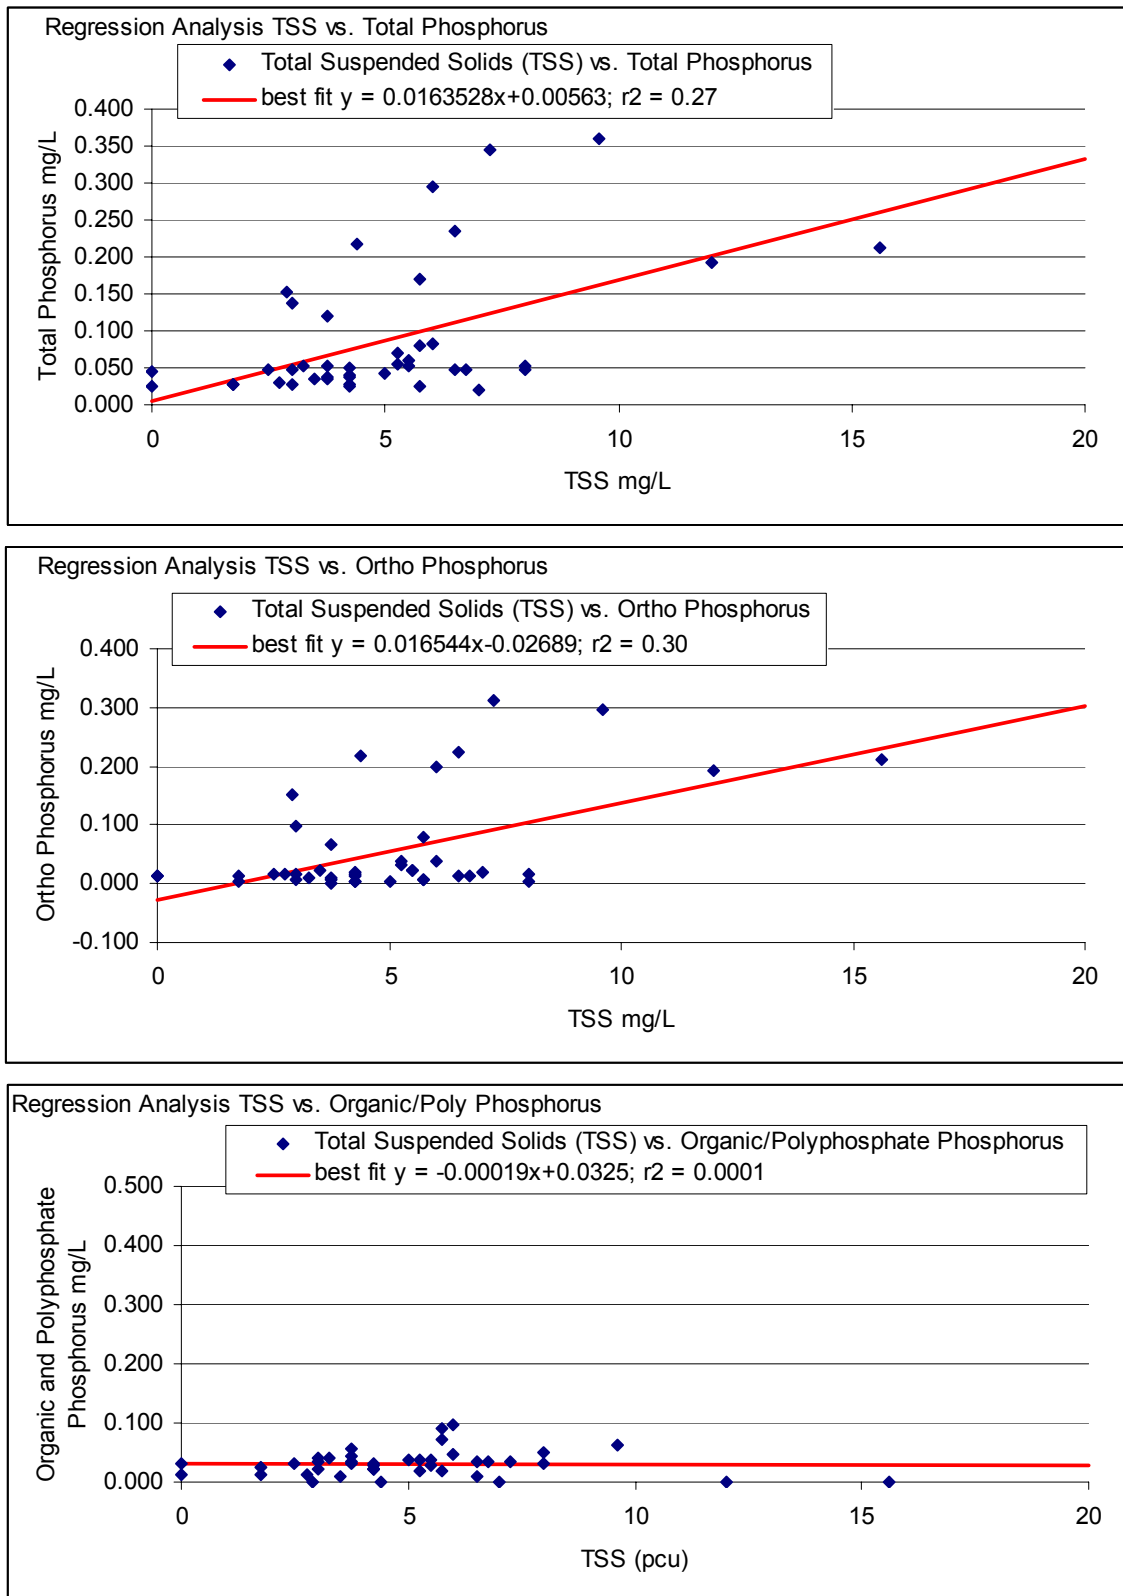 Regression Analysis TSS vs. Total Phosphorus
Total Suspended Solids (TSS) vs. Total Phosphorus
best fit y = 0.0163528x+0.00563; r2 = 0.27
0.400
0.350
0.300
0.250
0.200
0.150
0.100
0.050
0.000
Total Phosphorus mg/L
0 5 10 15 20
TSS mg/L
Regression Analysis TSS vs. Ortho Phosphorus
Total Suspended Solids (TSS) vs. Ortho Phosphorus
best fit y = 0.016544x-0.02689; r2 = 0.30
0.400
0.300
0.200
0.100
0.000
-0.100
Ortho Phosphorus mg/L
0 5 10 15 20
TSS mg/L
Regression Analysis TSS vs. Organic/Poly Phosphorus
Total Suspended Solids (TSS) vs. Organic/Polyphosphate Phosphorus
best fit y = -0.00019x+0.0325; r2 = 0.0001
0.500
0.400
0.300
0.200
0.100
0.000
Organic and Polyphosphate
Phosphorus mg/L
0 5 10 15 20
TSS (pcu)